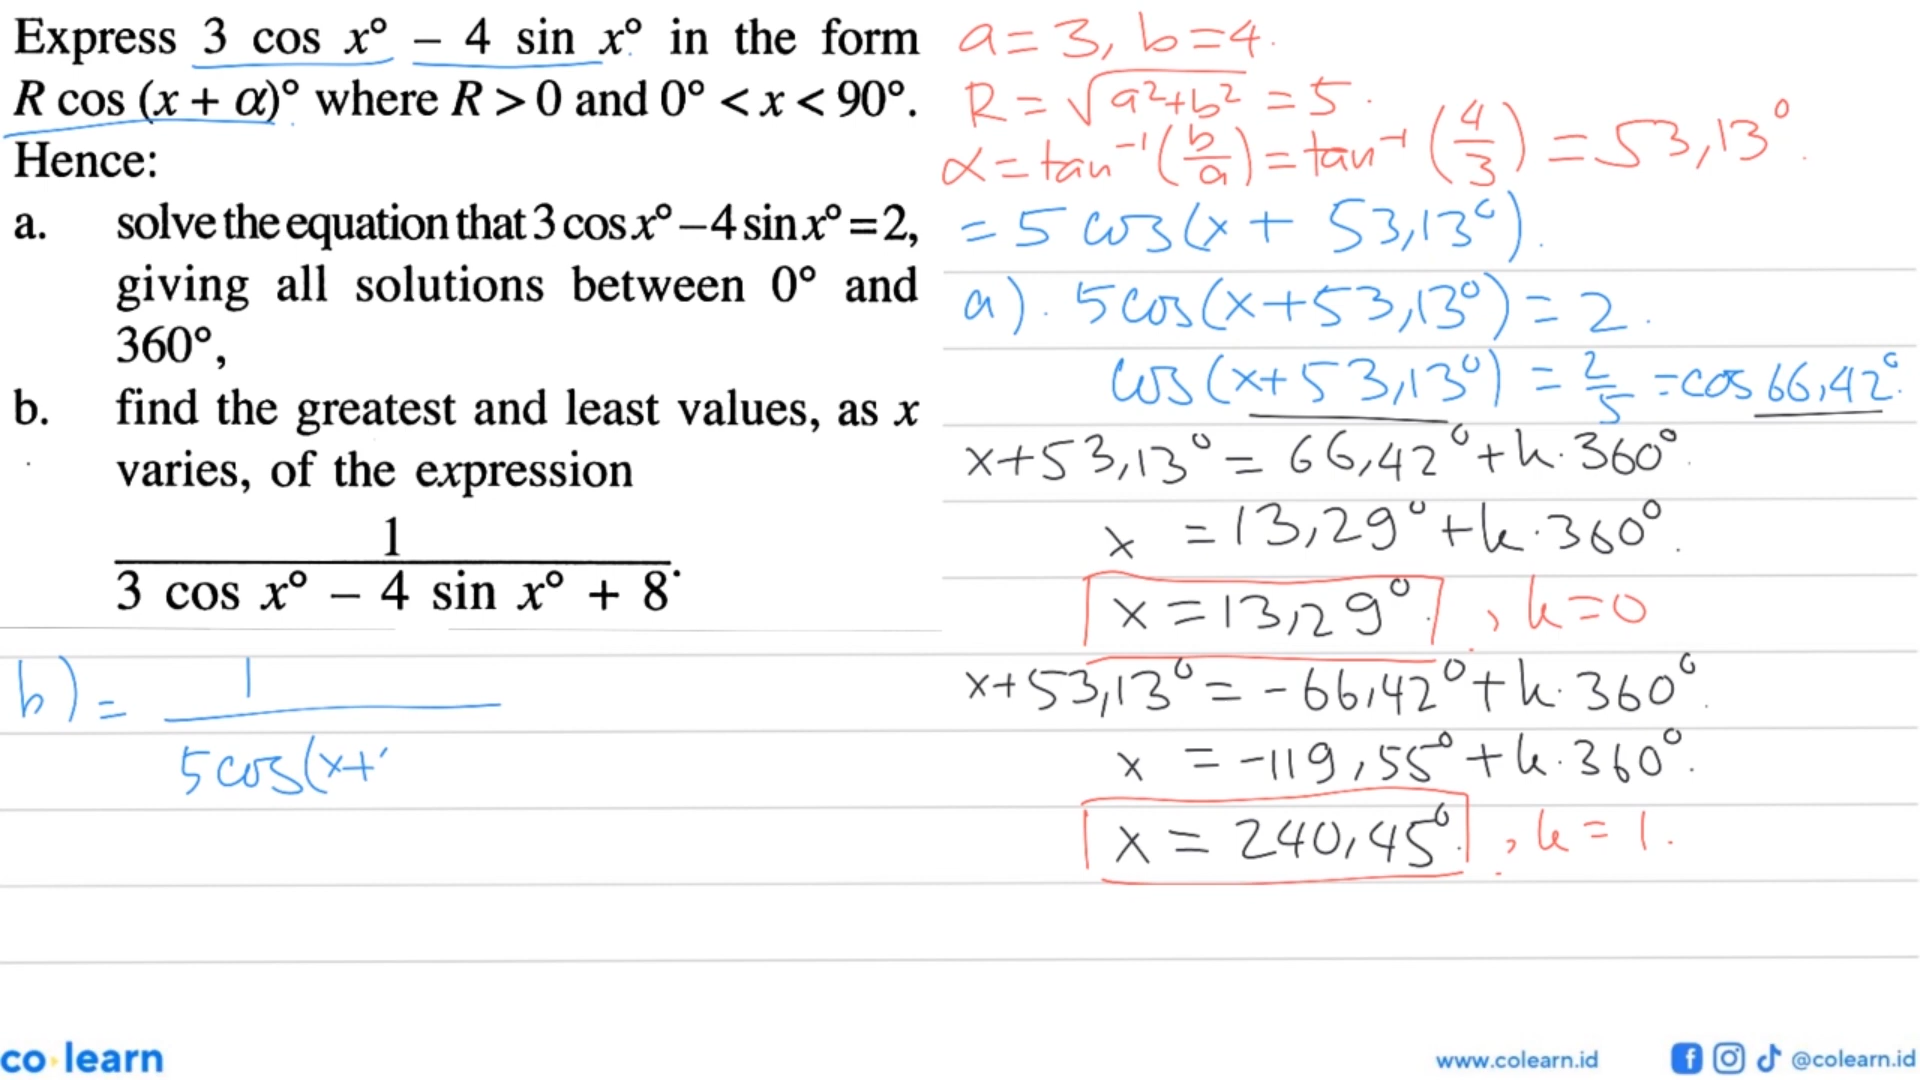 Express 3 cos x° – 4 sin x° in the form
R cos (x + α)° where R > 0 and 0° < x < 90°.
Hence:
a. solve the equation that 3 cos x° – 4 sin x° = 2,
giving all solutions between 0° and
360°,
b. find the greatest and least values, as x
varies, of the expression
1
3 cos x° – 4 sin x° + 8.
b) = 1
5 cos(x+
a = 3, b = 4.
R = √a²+b² = 5.
α = tan⁻¹(b/a) = tan⁻¹(4/3) = 53,13°.
= 5 cos(x + 53,13°).
a). 5 cos(x+53,13°) = 2.
cos(x+53,13°) = 2/5 = cos 66,42°.
x+53,13° = 66,42° + k. 360°.
x = 13,29° + k. 360°.
x = 13,29°. , k = 0
x+53,13° = -66,42° + k. 360°.
x = -119,55° + k. 360°.
x = 240,45°. , k = 1.
co learn
www.colearn.id @colearn.id